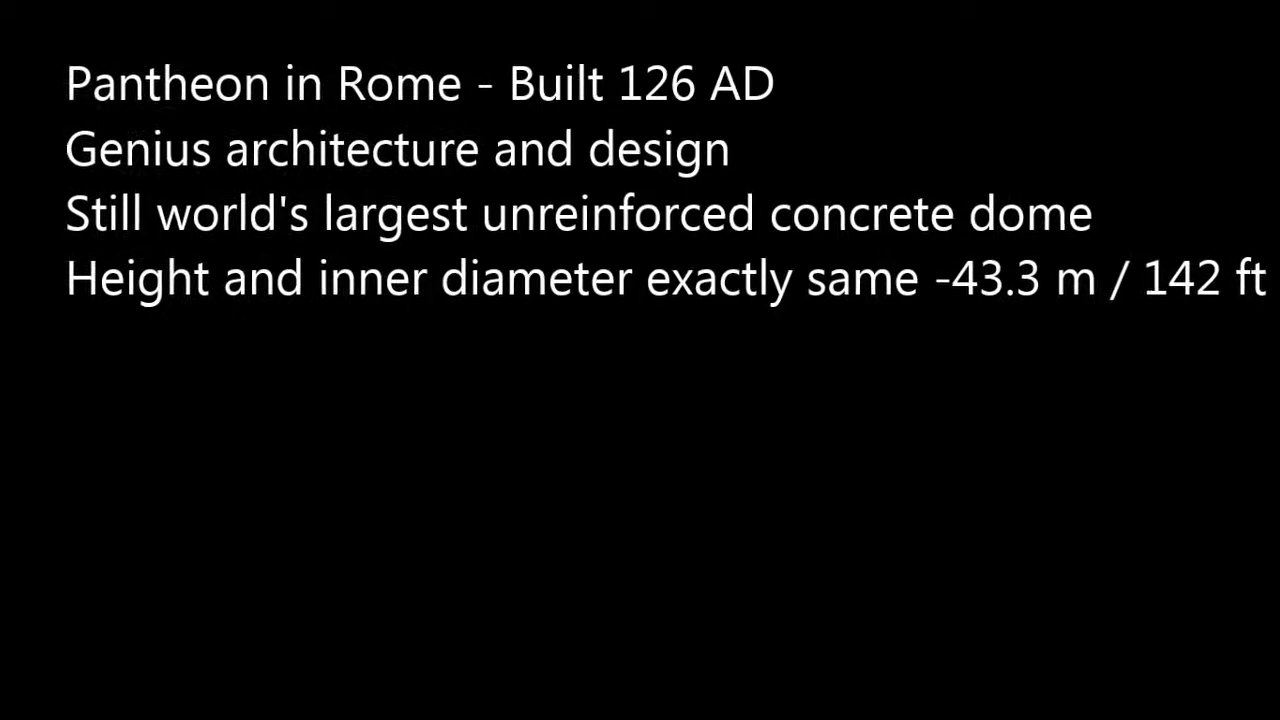 Pantheon in Rome - Built 126 AD
Genius architecture and design
Still world's largest unreinforced concrete dome
Height and inner diameter exactly same -43.3 m / 142 ft